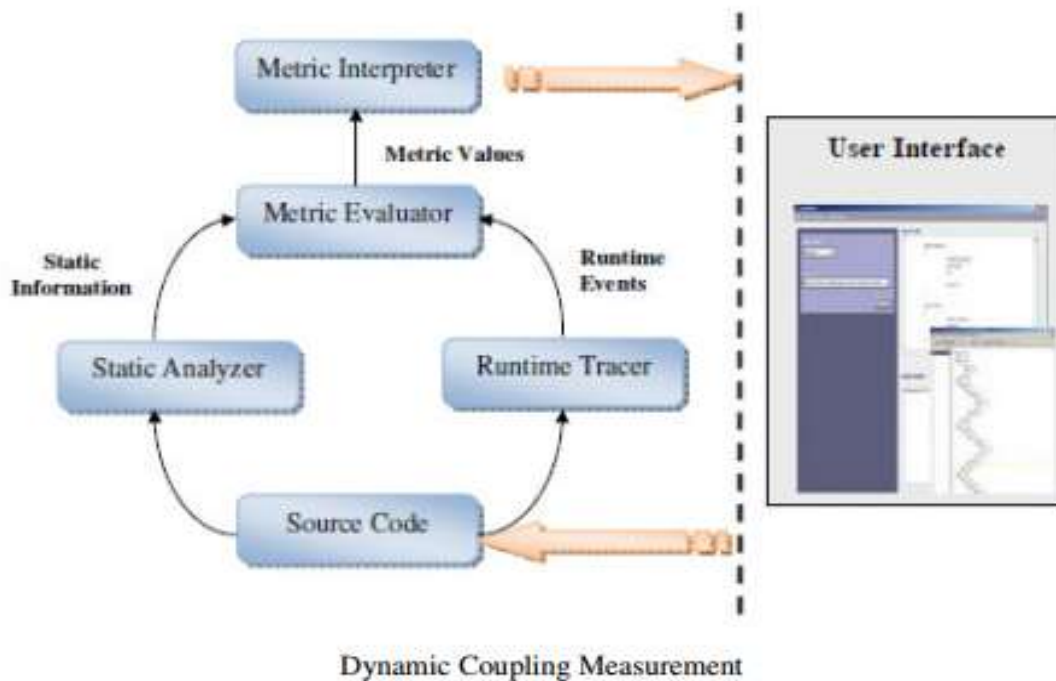 Metric Interpreter
Metric Values
User Interface
Metric Evaluator
Static
Information
Runtime
Events
Static Analyzer
Runtime Tracer
Source Code
Dynamic Coupling Measurement